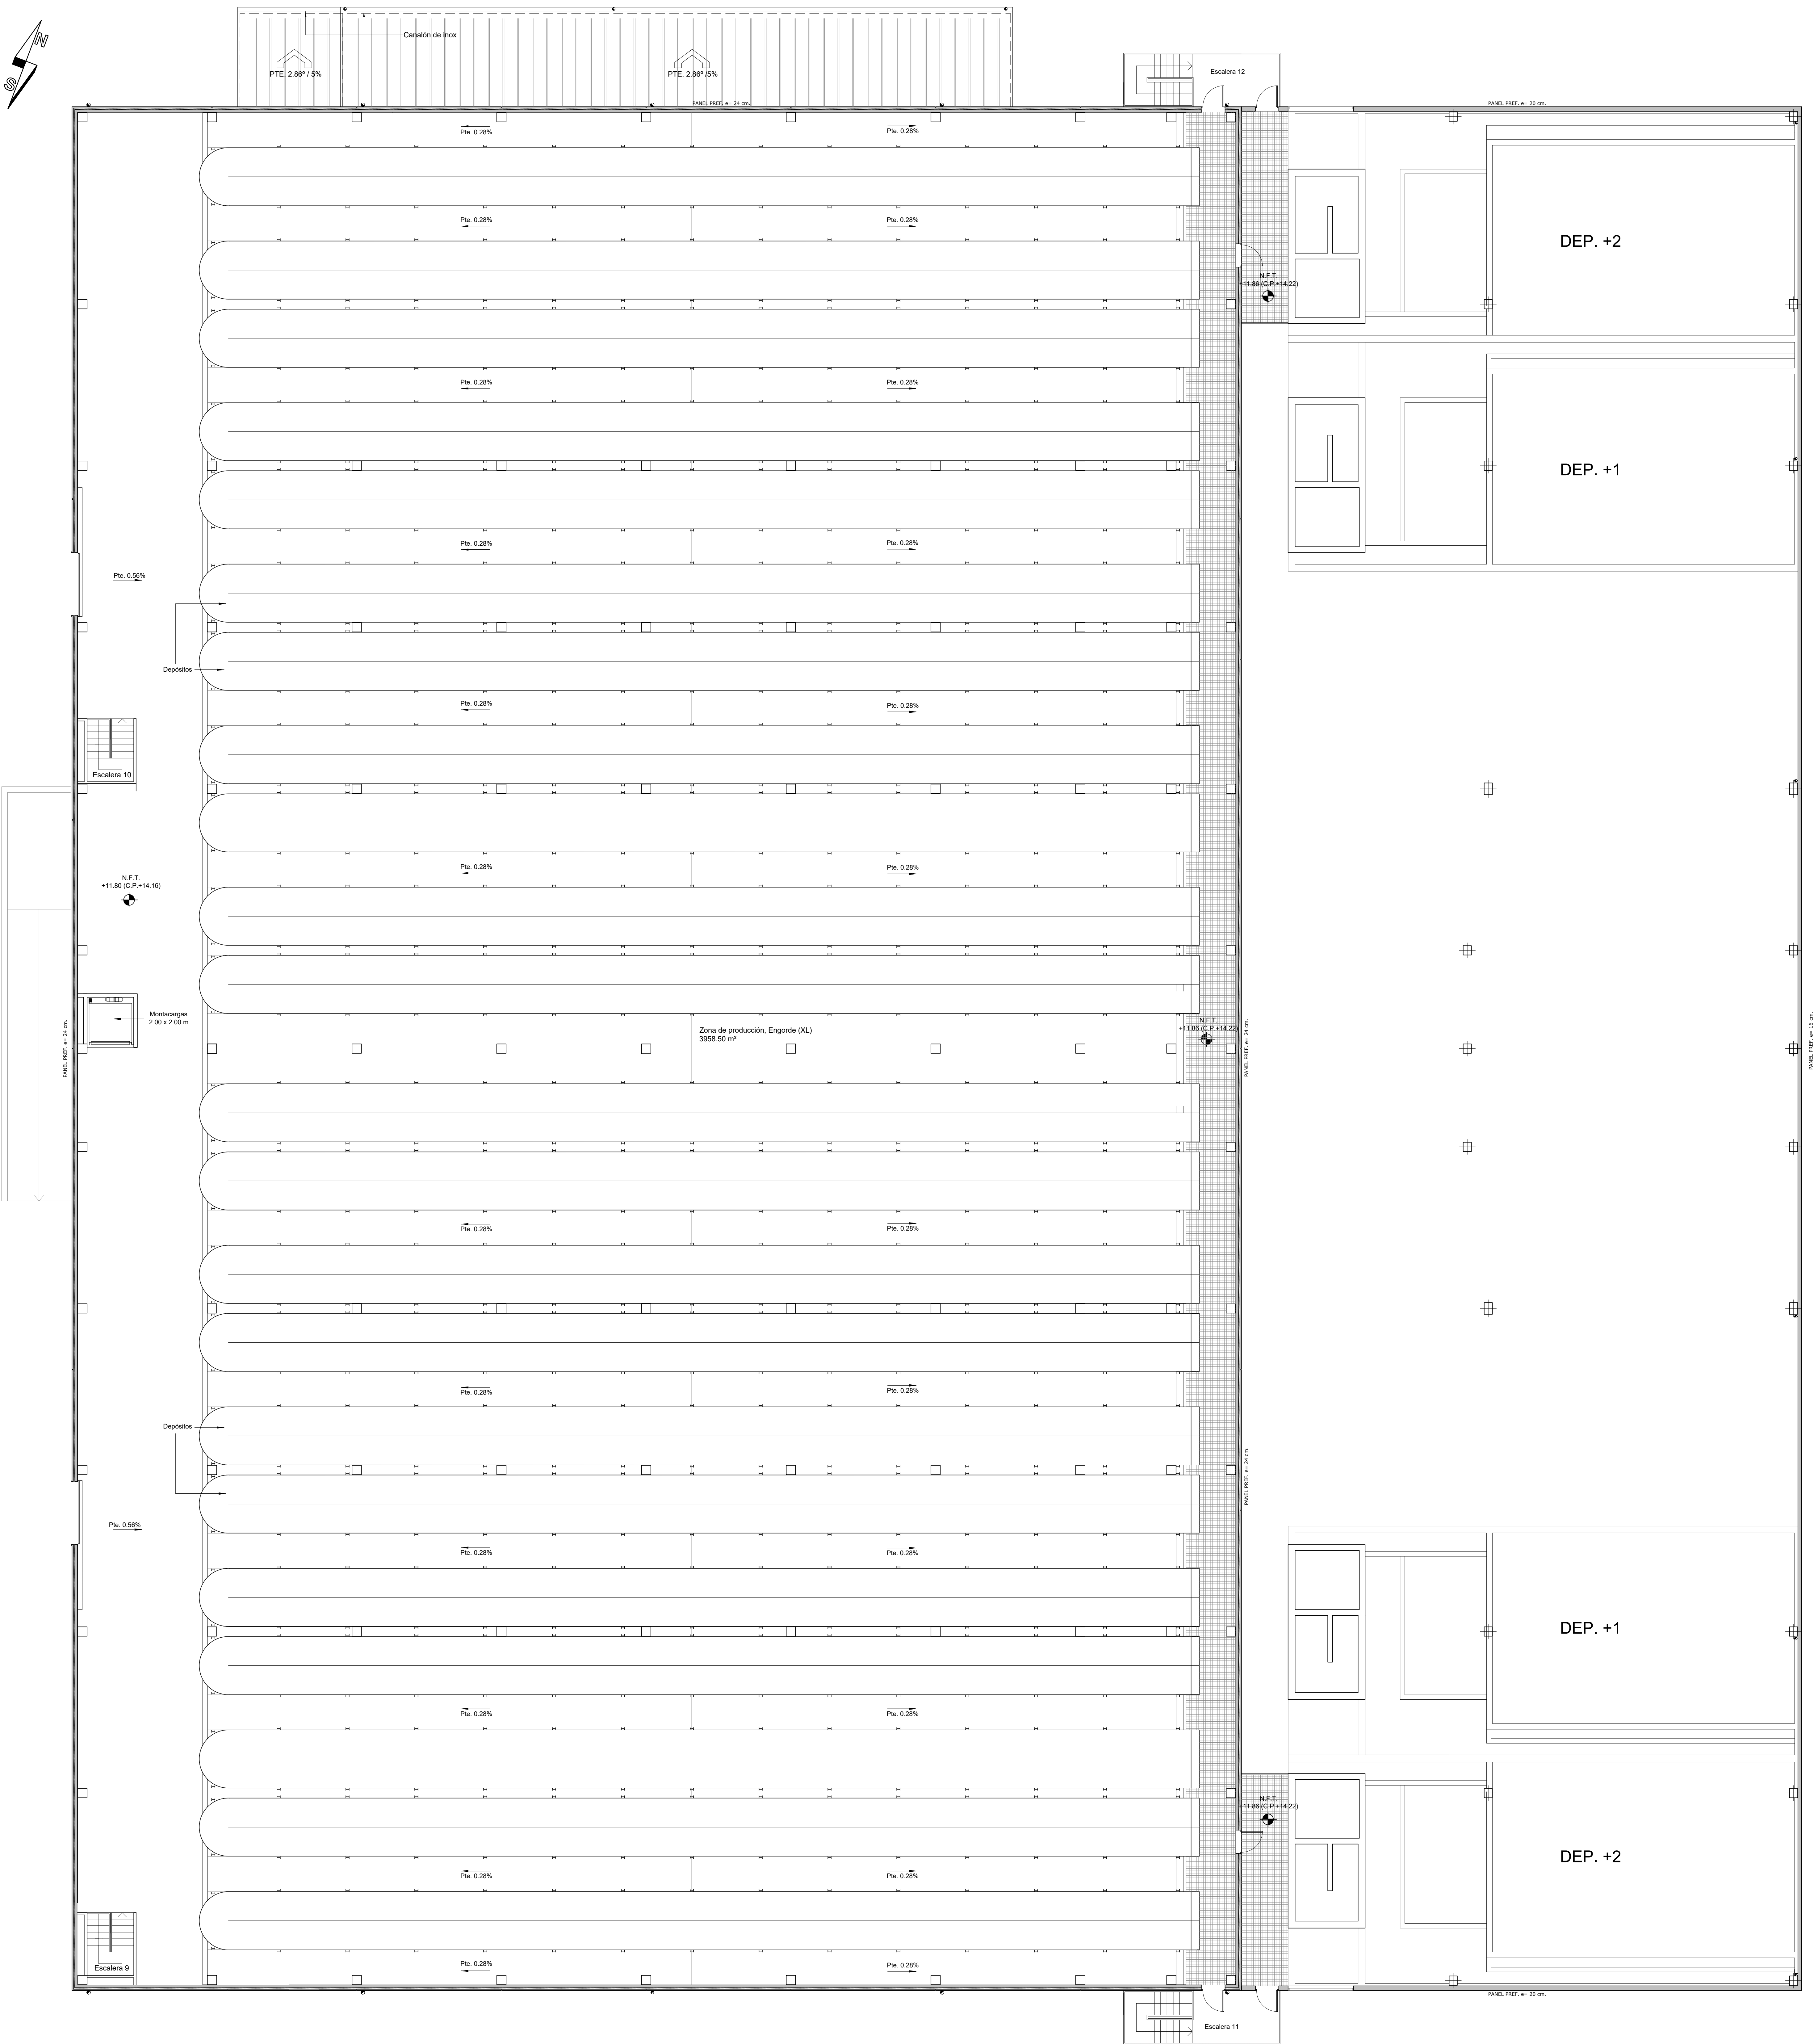 N
S
Canalón de inox
PTE. 2.86º / 5%
PTE. 2.86º /5%
Escalera 12
PANEL PREF. e= 24 cm.
PANEL PREF. e= 20 cm.
Pte. 0.28%
Pte. 0.28%
Pte. 0.28%
Pte. 0.28%
DEP. +2
N.F.T.
+11.86 (C.P.+14.22)
Pte. 0.28%
Pte. 0.28%
DEP. +1
Pte. 0.28%
Pte. 0.28%
Pte. 0.56%
Depósitos
Pte. 0.28%
Pte. 0.28%
Escalera 10
Pte. 0.28%
Pte. 0.28%
N.F.T.
+11.80 (C.P.+14.16)
Montacargas
2.00 x 2.00 m
PANEL PREF. e= 24 cm.
Zona de producción, Engorde (XL)
3958.50 m²
N.F.T.
+11.86 (C.P.+14.22)
PANEL PREF. e= 24 cm.
PANEL PREF. e= 16 cm.
Pte. 0.28%
Pte. 0.28%
Pte. 0.28%
Pte. 0.28%
Depósitos
PANEL PREF. e= 24 cm.
Pte. 0.56%
Pte. 0.28%
Pte. 0.28%
DEP. +1
Pte. 0.28%
Pte. 0.28%
N.F.T.
+11.86 (C.P.+14.22)
DEP. +2
Pte. 0.28%
Pte. 0.28%
Escalera 9
Pte. 0.28%
Pte. 0.28%
PANEL PREF. e= 20 cm.
Escalera 11